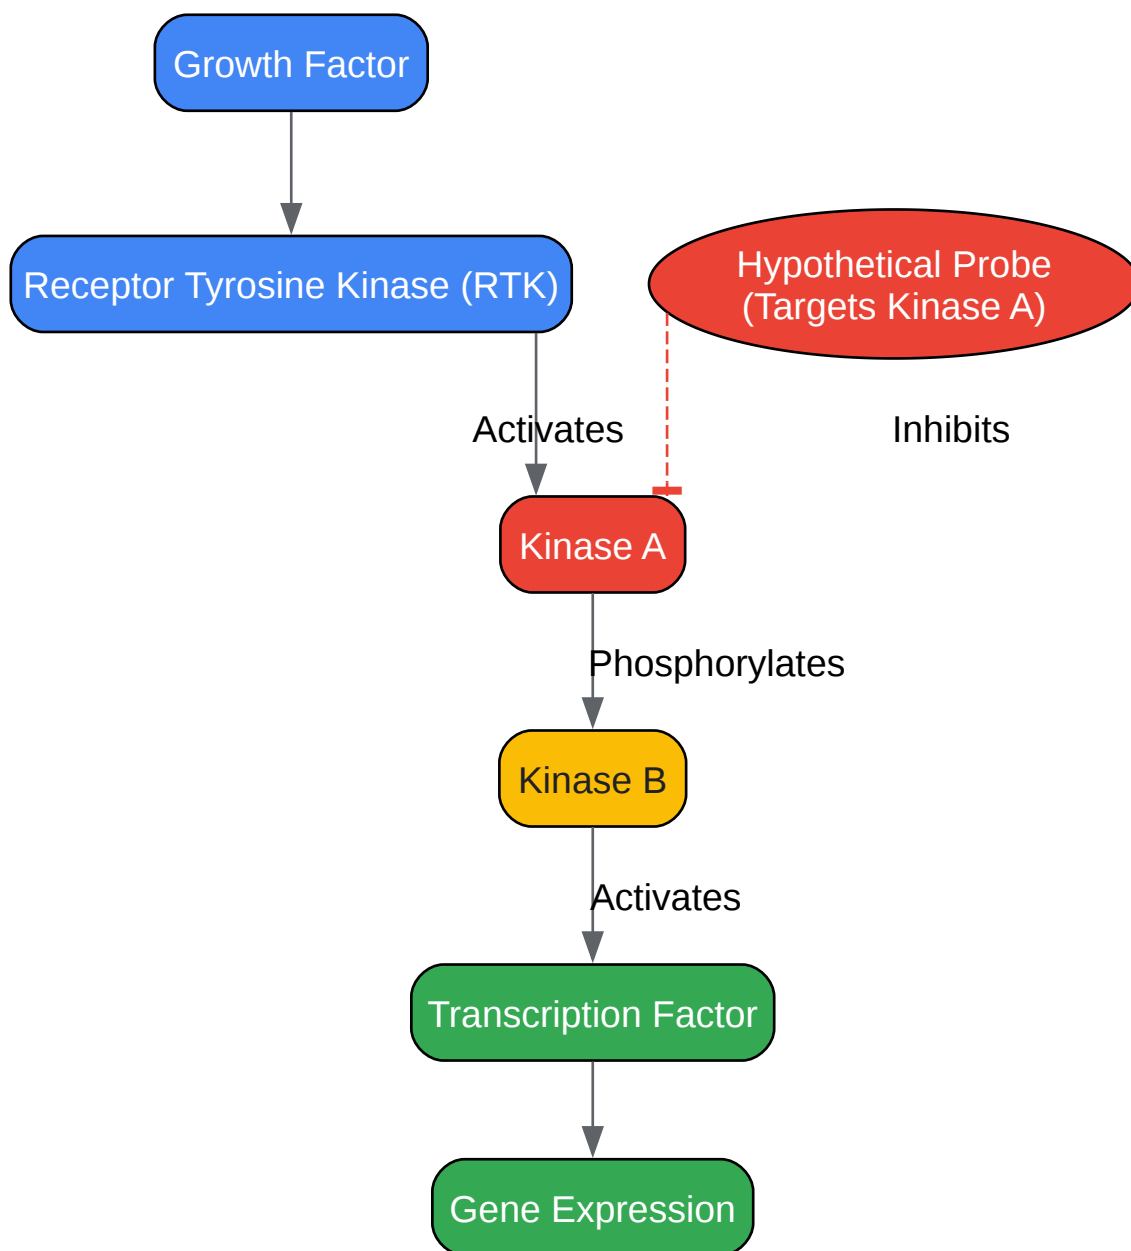 Growth Factor
Receptor Tyrosine Kinase (RTK)
Hypothetical Probe
(Targets Kinase A)
Activates
Inhibits
Kinase A
Phosphorylates
Kinase B
Activates
Transcription Factor
Gene Expression